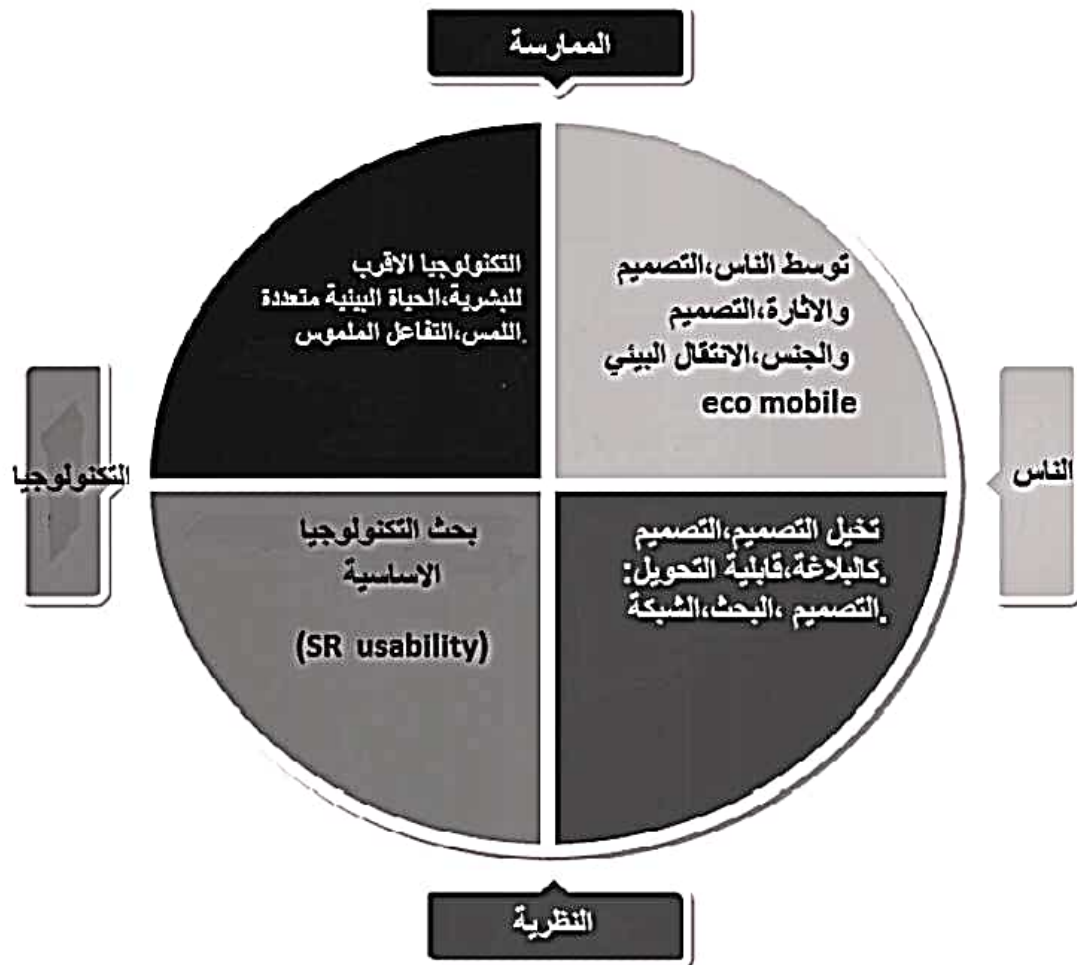 الممارسة
التكنولوجيا الاقرب
للبشرية،الحياة البيئية متعددة
اللمس،التفاعل الملموس.
توسط الناس،التصميم
والاثارة،التصميم
والجنس،الانتقال البيئي
eco mobile
التكنولوجيا
الناس
بحث التكنولوجيا
الاساسية
(SR usability)
تخيل التصميم،التصميم
كالبلاغة،قابلية التحويل:.
التصميم ،البحث،الشبكة.
النظرية